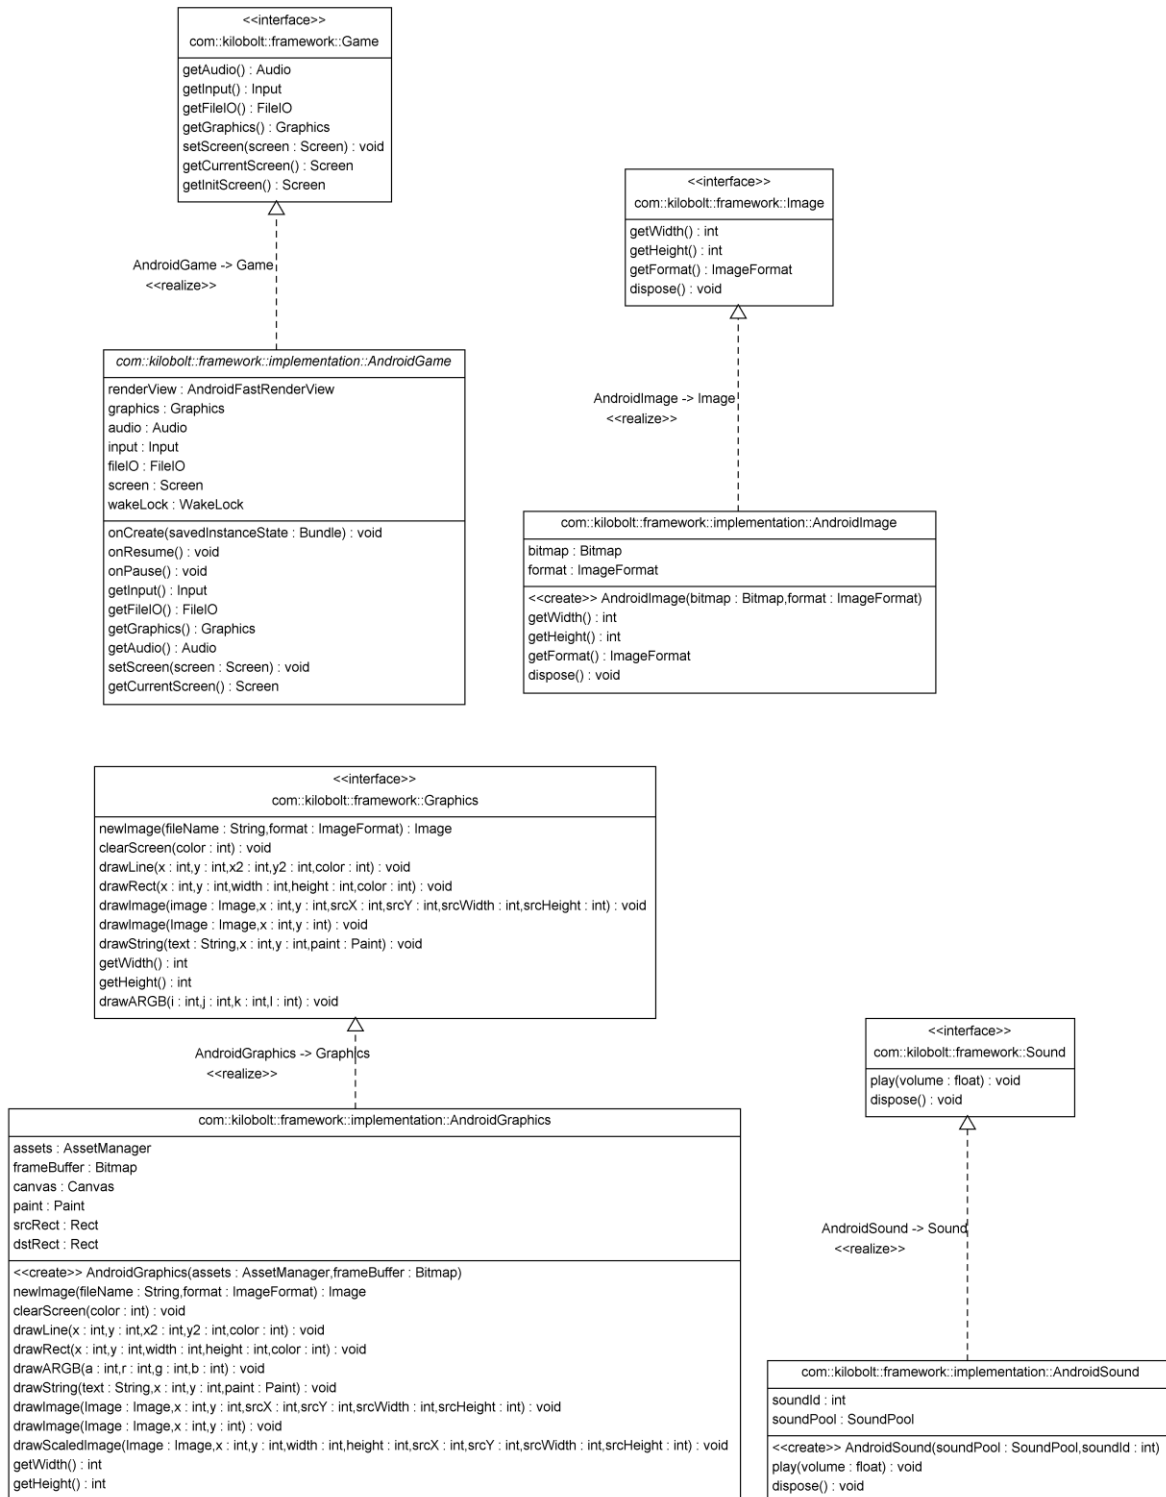 <<interface>>
com::kilobolt::framework::Game
getAudio() : Audio
getInput() : Input
getFileIO() : FileIO
getGraphics() : Graphics
setScreen(screen : Screen) : void
getCurrentScreen() : Screen
getInitScreen() : Screen
AndroidGame -> Game
<<realize>>
com::kilobolt::framework::implementation::AndroidGame
renderView : AndroidFastRenderView
graphics : Graphics
audio : Audio
input : Input
fileIO : FileIO
screen : Screen
wakeLock : WakeLock
onCreate(savedInstanceState : Bundle) : void
onResume() : void
onPause() : void
getInput() : Input
getFileIO() : FileIO
getGraphics() : Graphics
getAudio() : Audio
setScreen(screen : Screen) : void
getCurrentScreen() : Screen
<<interface>>
com::kilobolt::framework::Image
getWidth() : int
getHeight() : int
getFormat() : ImageFormat
dispose() : void
AndroidImage -> Image
<<realize>>
com::kilobolt::framework::implementation::AndroidImage
bitmap : Bitmap
format : ImageFormat
<<create>> AndroidImage(bitmap : Bitmap,format : ImageFormat)
getWidth() : int
getHeight() : int
getFormat() : ImageFormat
dispose() : void
<<interface>>
com::kilobolt::framework::Graphics
newImage(fileName : String,format : ImageFormat) : Image
clearScreen(color : int) : void
drawLine(x : int,y : int,x2 : int,y2 : int,color : int) : void
drawRect(x : int,y : int,width : int,height : int,color : int) : void
drawImage(image : Image,x : int,y : int,srcX : int,srcY : int,srcWidth : int,srcHeight : int) : void
drawImage(Image : Image,x : int,y : int) : void
drawString(text : String,x : int,y : int,paint : Paint) : void
getWidth() : int
getHeight() : int
drawARGB(i : int,j : int,k : int,l : int) : void
AndroidGraphics -> Graphics
<<realize>>
com::kilobolt::framework::implementation::AndroidGraphics
assets : AssetManager
frameBuffer : Bitmap
canvas : Canvas
paint : Paint
srcRect : Rect
dstRect : Rect
<<create>> AndroidGraphics(assets : AssetManager,frameBuffer : Bitmap)
newImage(fileName : String,format : ImageFormat) : Image
clearScreen(color : int) : void
drawLine(x : int,y : int,x2 : int,y2 : int,color : int) : void
drawRect(x : int,y : int,width : int,height : int,color : int) : void
drawARGB(a : int,r : int,g : int,b : int) : void
drawString(text : String,x : int,y : int,paint : Paint) : void
drawImage(Image : Image,x : int,y : int,srcX : int,srcY : int,srcWidth : int,srcHeight : int) : void
drawImage(Image : Image,x : int,y : int) : void
drawScaledImage(Image : Image,x : int,y : int,width : int,height : int,srcX : int,srcY : int,srcWidth : int,srcHeight : int) : void
getWidth() : int
getHeight() : int
<<interface>>
com::kilobolt::framework::Sound
play(volume : float) : void
dispose() : void
AndroidSound -> Sound
<<realize>>
com::kilobolt::framework::implementation::AndroidSound
soundId : int
soundPool : SoundPool
<<create>> AndroidSound(soundPool : SoundPool,soundId : int)
play(volume : float) : void
dispose() : void